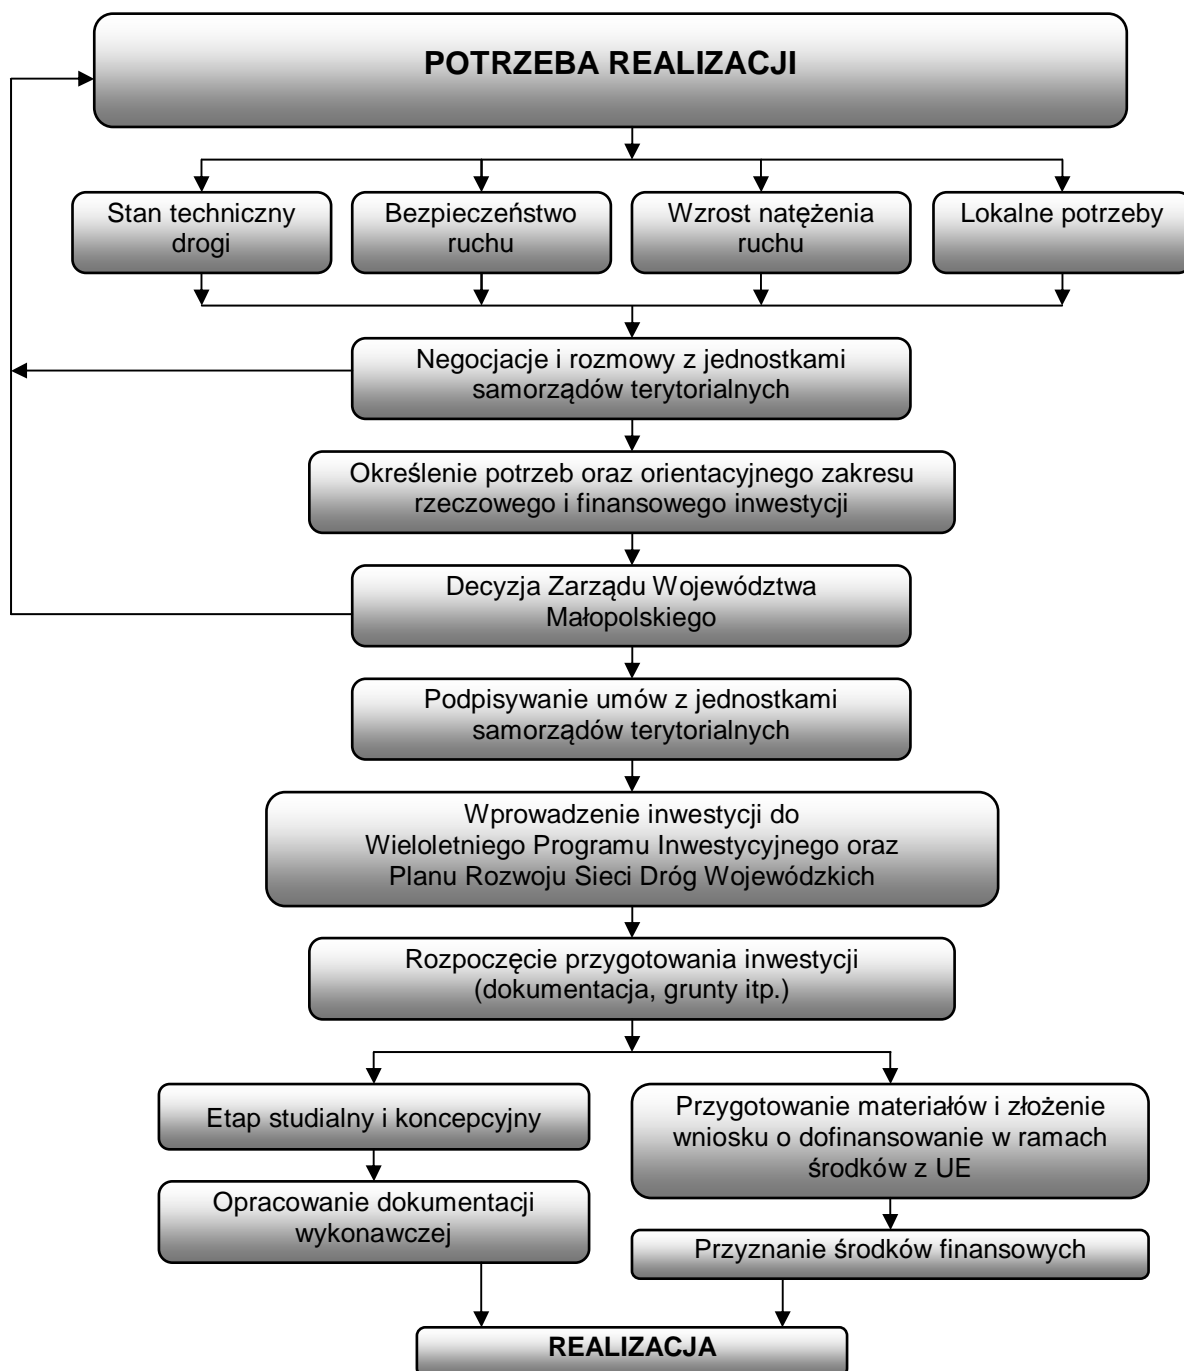 POTRZEBA REALIZACJI
Stan techniczny
drogi
Bezpieczeństwo
ruchu
Wzrost natężenia
ruchu
Lokalne potrzeby
Negocjacje i rozmowy z jednostkami
samorządów terytorialnych
Określenie potrzeb oraz orientacyjnego zakresu
rzeczowego i finansowego inwestycji
Decyzja Zarządu Województwa
Małopolskiego
Podpisywanie umów z jednostkami
samorządów terytorialnych
Wprowadzenie inwestycji do
Wieloletniego Programu Inwestycyjnego oraz
Planu Rozwoju Sieci Dróg Wojewódzkich
Rozpoczęcie przygotowania inwestycji
(dokumentacja, grunty itp.)
Etap studialny i koncepcyjny
Opracowanie dokumentacji
wykonawczej
Przygotowanie materiałów i złożenie
wniosku o dofinansowanie w ramach
środków z UE
Przyznanie środków finansowych
REALIZACJA